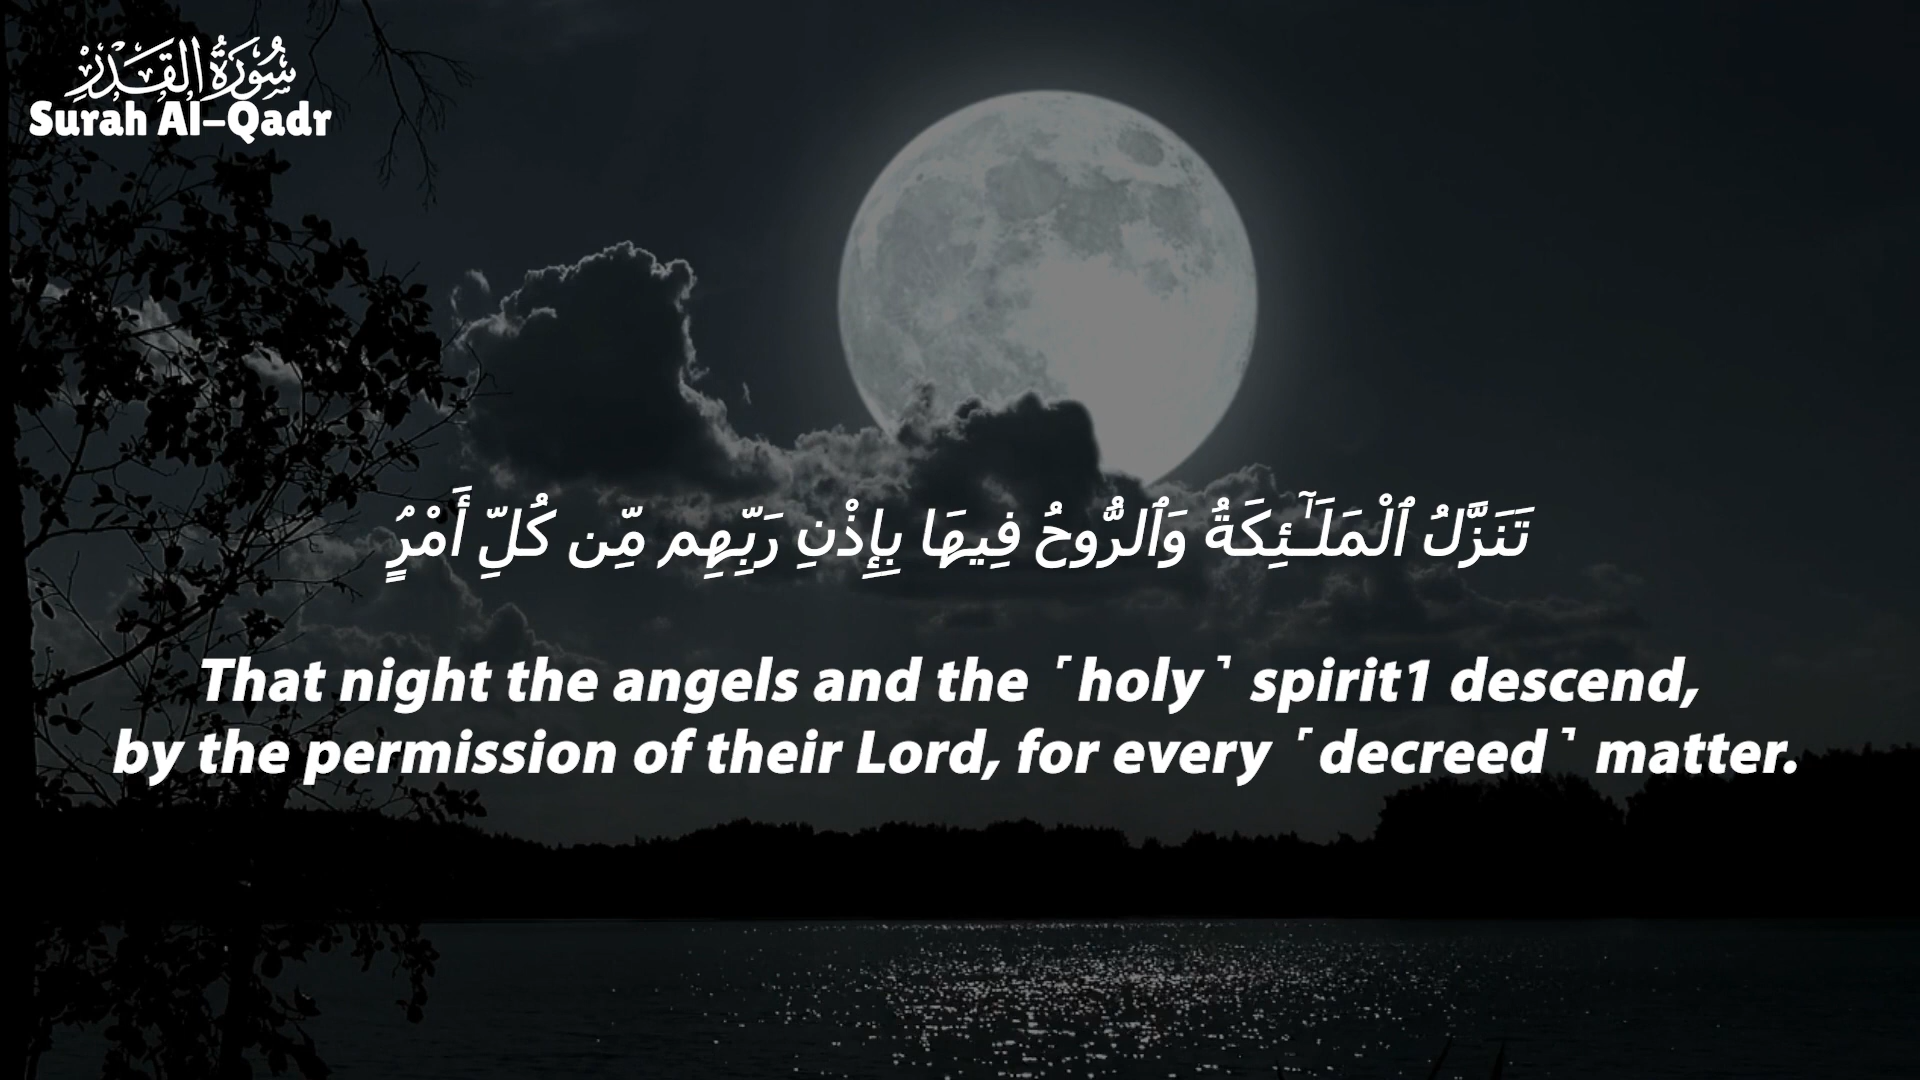 سُورَةُ القَدْرِ
Surah Al-Qadr
تَنَزَّلُ ٱلْمَلَـٰٓئِكَةُ وَٱلرُّوحُ فِيهَا بِإِذْنِ رَبِّهِم مِّن كُلِّ أَمْرُرٍ
That night the angels and the ˹holy˺ spirit1 descend,
by the permission of their Lord, for every ˹decreed˺ matter.